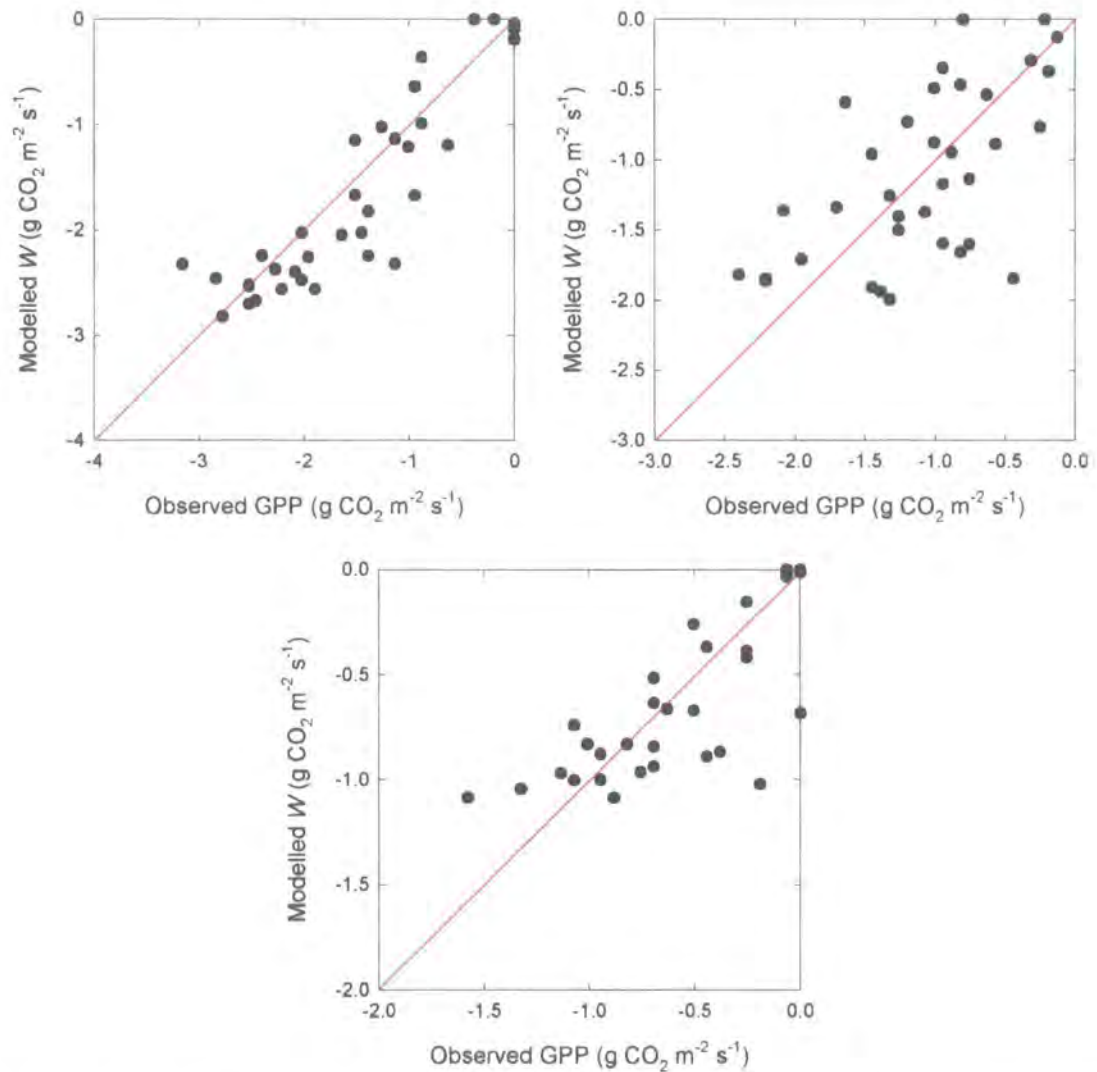 0
-1
-2
-3
-4
-4 -3 -2 -1 0
Modelled W (g CO₂ m⁻² s⁻¹)
Observed GPP (g CO₂ m⁻² s⁻¹)
0.0
-0.5
-1.0
-1.5
-2.0
-2.5
-3.0
-3.0 -2.5 -2.0 -1.5 -1.0 -0.5 0.0
Modelled W (g CO₂ m⁻² s⁻¹)
Observed GPP (g CO₂ m⁻² s⁻¹)
0.0
-0.5
-1.0
-1.5
-2.0
-2.0 -1.5 -1.0 -0.5 0.0
Modelled W (g CO₂ m⁻² s⁻¹)
Observed GPP (g CO₂ m⁻² s⁻¹)